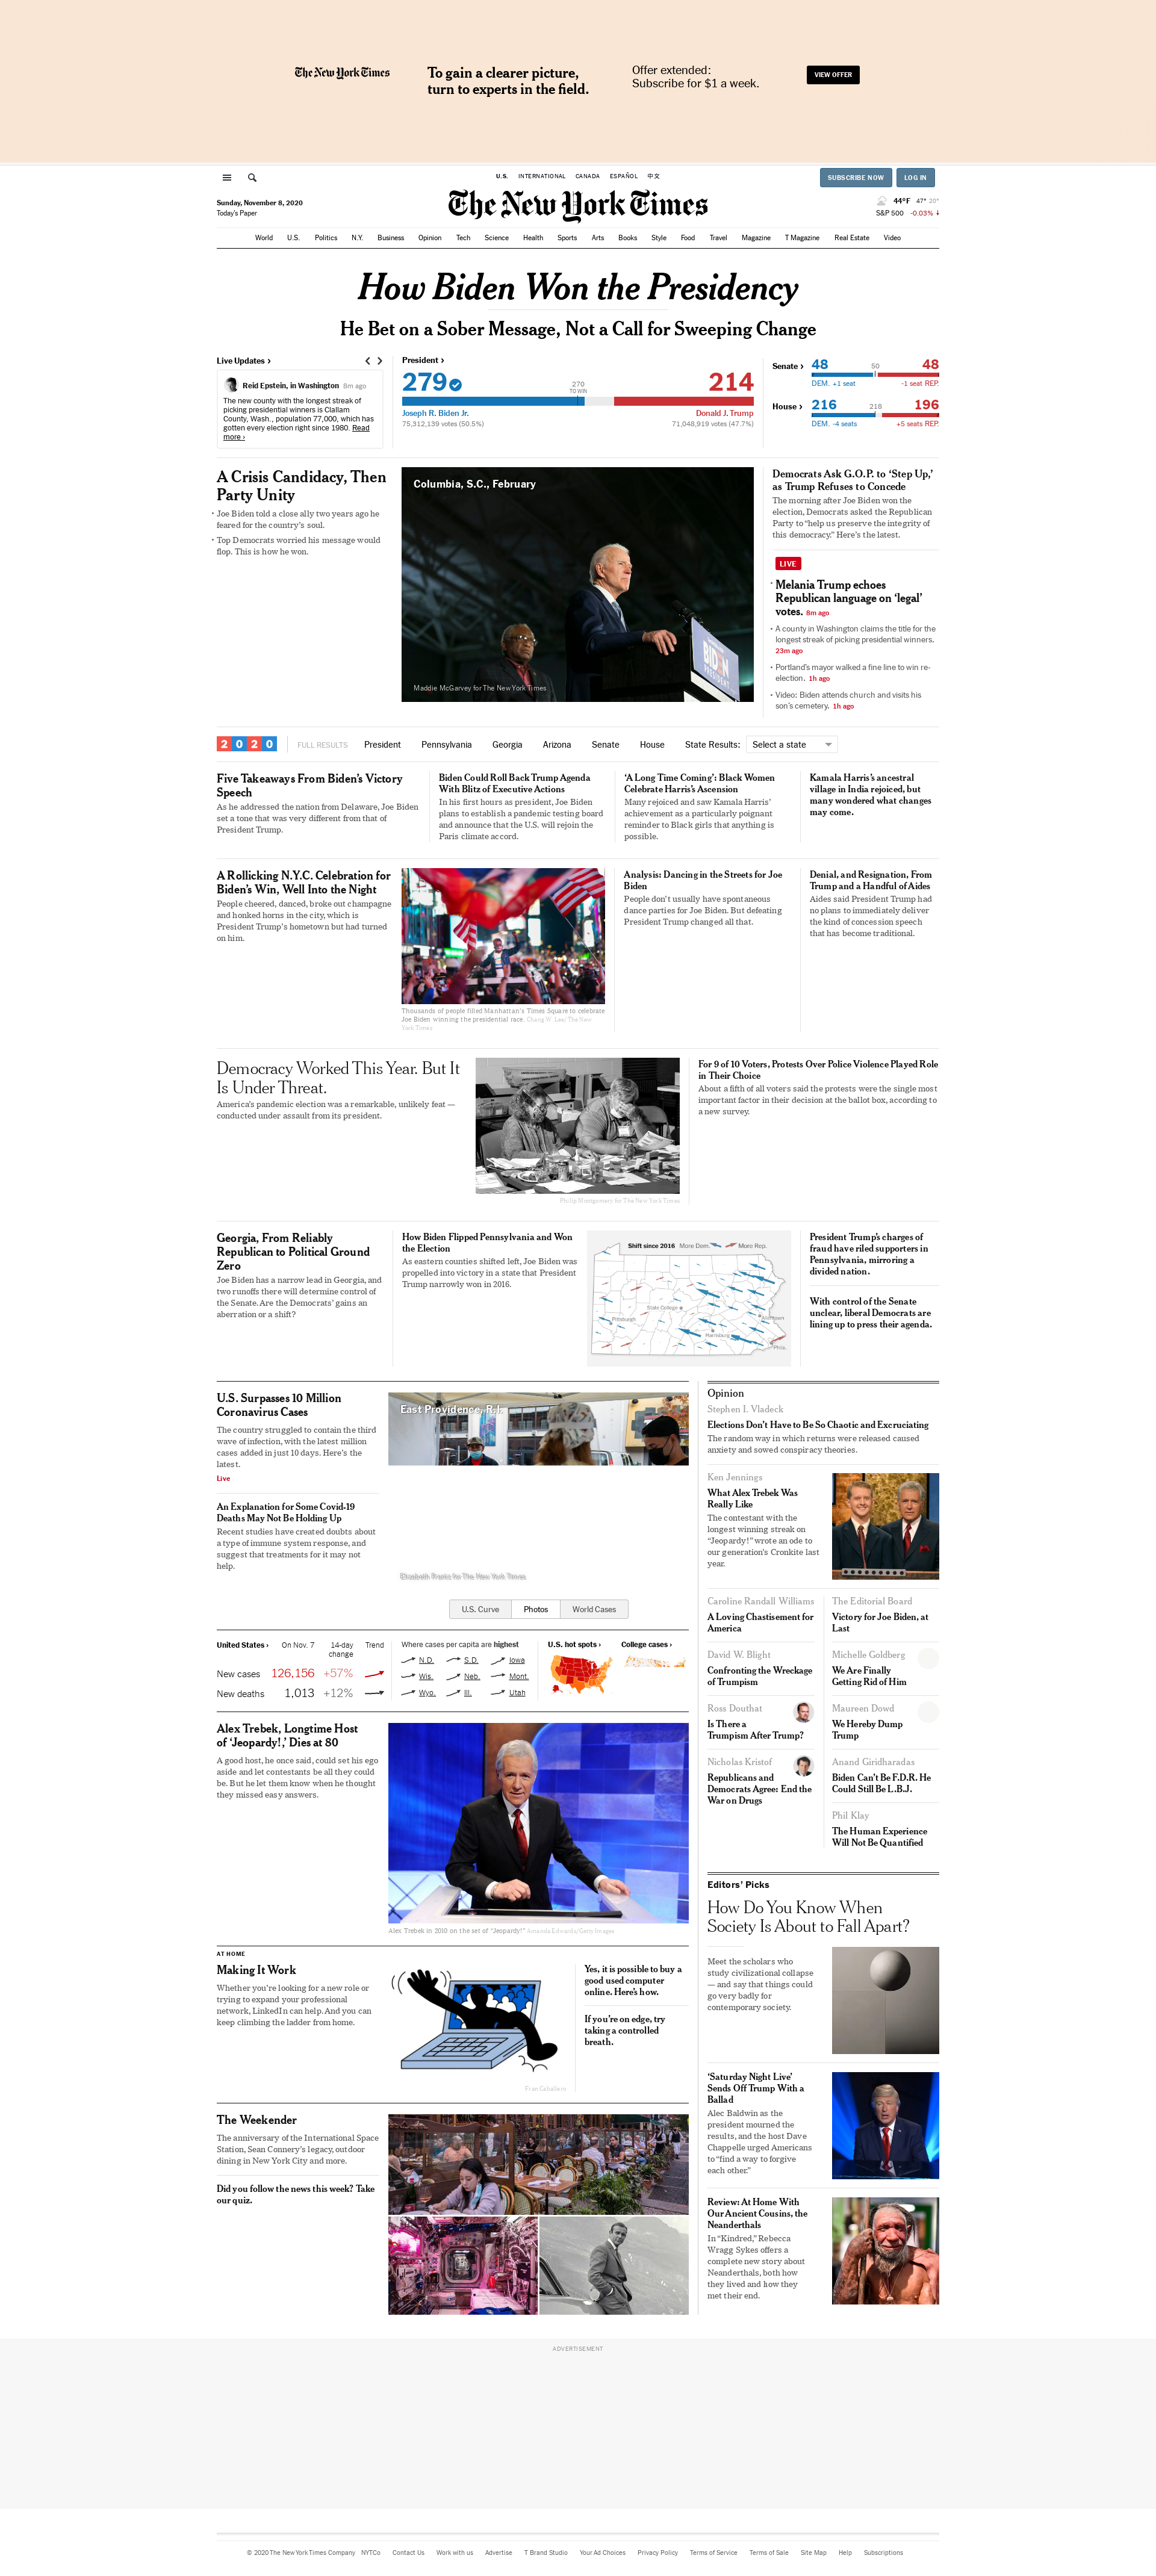 The New York Times
To gain a clearer picture,
turn to experts in the field.
Offer extended:
Subscribe for $1 a week.
VIEW OFFER
U.S. INTERNATIONAL CANADA ESPAÑOL 中文
SUBSCRIBE NOW LOG IN
Sunday, November 8, 2020
Today's Paper
The New York Times
44°F 47° 20°
S&P 500 -0.03%
World U.S. Politics N.Y. Business Opinion Tech Science Health Sports Arts Books Style Food Travel Magazine T Magazine Real Estate Video
How Biden Won the Presidency
He Bet on a Sober Message, Not a Call for Sweeping Change
Live Updates ›
Reid Epstein, in Washington 8m ago
The new county with the longest streak of
picking presidential winners is Clallam
County, Wash., population 77,000, which has
gotten every election right since 1980. Read
more ›
President ›
279 214
270
TO WIN
Joseph R. Biden Jr. Donald J. Trump
75,312,139 votes (50.5%) 71,048,919 votes (47.7%)
Senate › 48 50 48
DEM. +1 seat -1 seat REP.
House › 216 218 196
DEM. -4 seats +5 seats REP.
A Crisis Candidacy, Then
Party Unity
• Joe Biden told a close ally two years ago he
feared for the country's soul.
• Top Democrats worried his message would
flop. This is how he won.
Columbia, S.C., February
BIDEN
PRESIDENT
Maddie McGarvey for The New York Times
Democrats Ask G.O.P. to ‘Step Up,’
as Trump Refuses to Concede
The morning after Joe Biden won the
election, Democrats asked the Republican
Party to “help us preserve the integrity of
this democracy.” Here's the latest.
LIVE
• Melania Trump echoes
Republican language on ‘legal’
votes. 8m ago
• A county in Washington claims the title for the
longest streak of picking presidential winners.
23m ago
• Portland's mayor walked a fine line to win re-
election. 1h ago
• Video: Biden attends church and visits his
son's cemetery. 1h ago
2020 FULL RESULTS President Pennsylvania Georgia Arizona Senate House State Results: Select a state
Five Takeaways From Biden's Victory
Speech
As he addressed the nation from Delaware, Joe Biden
set a tone that was very different from that of
President Trump.
Biden Could Roll Back Trump Agenda
With Blitz of Executive Actions
In his first hours as president, Joe Biden
plans to establish a pandemic testing board
and announce that the U.S. will rejoin the
Paris climate accord.
‘A Long Time Coming’: Black Women
Celebrate Harris's Ascension
Many rejoiced and saw Kamala Harris'
achievement as a particularly poignant
reminder to Black girls that anything is
possible.
Kamala Harris's ancestral
village in India rejoiced, but
many wondered what changes
may come.
A Rollicking N.Y.C. Celebration for
Biden's Win, Well Into the Night
People cheered, danced, broke out champagne
and honked horns in the city, which is
President Trump's hometown but had turned
on him.
Thousands of people filled Manhattan's Times Square to celebrate
Joe Biden winning the presidential race. Chang W. Lee/The New
York Times
Analysis: Dancing in the Streets for Joe
Biden
People don't usually have spontaneous
dance parties for Joe Biden. But defeating
President Trump changed all that.
Denial, and Resignation, From
Trump and a Handful of Aides
Aides said President Trump had
no plans to immediately deliver
the kind of concession speech
that has become traditional.
Democracy Worked This Year. But It
Is Under Threat.
America's pandemic election was a remarkable, unlikely feat —
conducted under assault from its president.
Philip Montgomery for The New York Times
For 9 of 10 Voters, Protests Over Police Violence Played Role
in Their Choice
About a fifth of all voters said the protests were the single most
important factor in their decision at the ballot box, according to
a new survey.
Georgia, From Reliably
Republican to Political Ground
Zero
Joe Biden has a narrow lead in Georgia, and
two runoffs there will determine control of
the Senate. Are the Democrats' gains an
aberration or a shift?
How Biden Flipped Pennsylvania and Won
the Election
As eastern counties shifted left, Joe Biden was
propelled into victory in a state that President
Trump narrowly won in 2016.
Shift since 2016 More Dem. More Rep.
State College
Pittsburgh
Allentown
Harrisburg
Phila.
President Trump's charges of
fraud have riled supporters in
Pennsylvania, mirroring a
divided nation.
With control of the Senate
unclear, liberal Democrats are
lining up to press their agenda.
U.S. Surpasses 10 Million
Coronavirus Cases
The country struggled to contain the third
wave of infection, with the latest million
cases added in just 10 days. Here's the
latest.
Live
An Explanation for Some Covid-19
Deaths May Not Be Holding Up
Recent studies have created doubts about
a type of immune system response, and
suggest that treatments for it may not
help.
East Providence, R.I.
Elizabeth Frantz for The New York Times
U.S. Curve Photos World Cases
United States › On Nov. 7 14-day
change Trend
New cases 126,156 +57%
New deaths 1,013 +12%
Where cases per capita are highest
N.D. S.D. Iowa
Wis. Neb. Mont.
Wyo. Ill. Utah
U.S. hot spots › College cases ›
Alex Trebek, Longtime Host
of ‘Jeopardy!,’ Dies at 80
A good host, he once said, could set his ego
aside and let contestants be all they could
be. But he let them know when he thought
they missed easy answers.
Alex Trebek in 2010 on the set of “Jeopardy!” Amanda Edwards/Getty Images
AT HOME
Making It Work
Whether you're looking for a new role or
trying to expand your professional
network, LinkedIn can help. And you can
keep climbing the ladder from home.
Fran Caballero
Yes, it is possible to buy a
good used computer
online. Here's how.
If you're on edge, try
taking a controlled
breath.
The Weekender
The anniversary of the International Space
Station, Sean Connery's legacy, outdoor
dining in New York City and more.
Did you follow the news this week? Take
our quiz.
Opinion
Stephen I. Vladeck
Elections Don't Have to Be So Chaotic and Excruciating
The random way in which returns were released caused
anxiety and sowed conspiracy theories.
Ken Jennings
What Alex Trebek Was
Really Like
The contestant with the
longest winning streak on
“Jeopardy!” wrote an ode to
our generation's Cronkite last
year.
Caroline Randall Williams
A Loving Chastisement for
America
David W. Blight
Confronting the Wreckage
of Trumpism
Ross Douthat
Is There a
Trumpism After Trump?
Nicholas Kristof
Republicans and
Democrats Agree: End the
War on Drugs
The Editorial Board
Victory for Joe Biden, at
Last
Michelle Goldberg
We Are Finally
Getting Rid of Him
Maureen Dowd
We Hereby Dump
Trump
Anand Giridharadas
Biden Can't Be F.D.R. He
Could Still Be L.B.J.
Phil Klay
The Human Experience
Will Not Be Quantified
Editors' Picks
How Do You Know When
Society Is About to Fall Apart?
Meet the scholars who
study civilizational collapse
— and say that things could
go very badly for
contemporary society.
‘Saturday Night Live’
Sends Off Trump With a
Ballad
Alec Baldwin as the
president mourned the
results, and the host Dave
Chappelle urged Americans
to “find a way to forgive
each other.”
Review: At Home With
Our Ancient Cousins, the
Neanderthals
In “Kindred,” Rebecca
Wragg Sykes offers a
complete new story about
Neanderthals, both how
they lived and how they
met their end.
ADVERTISEMENT
© 2020 The New York Times Company NYTCo Contact Us Work with us Advertise T Brand Studio Your Ad Choices Privacy Policy Terms of Service Terms of Sale Site Map Help Subscriptions